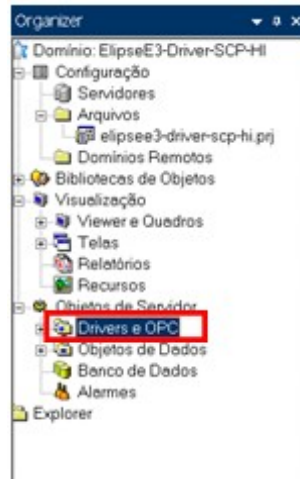 Organizer
Domínio: ElipseE3-Driver-SCP-HI
Configuração
Servidores
Arquivos
elipsee3-driver-scp-hi.prj
Domínios Remotos
Bibliotecas de Objetos
Visualização
Viewer e Quadros
Telas
Relatórios
Recursos
Objetos de Servidor
Drivers e OPC
Objetos de Dados
Banco de Dados
Alarmes
Explorer